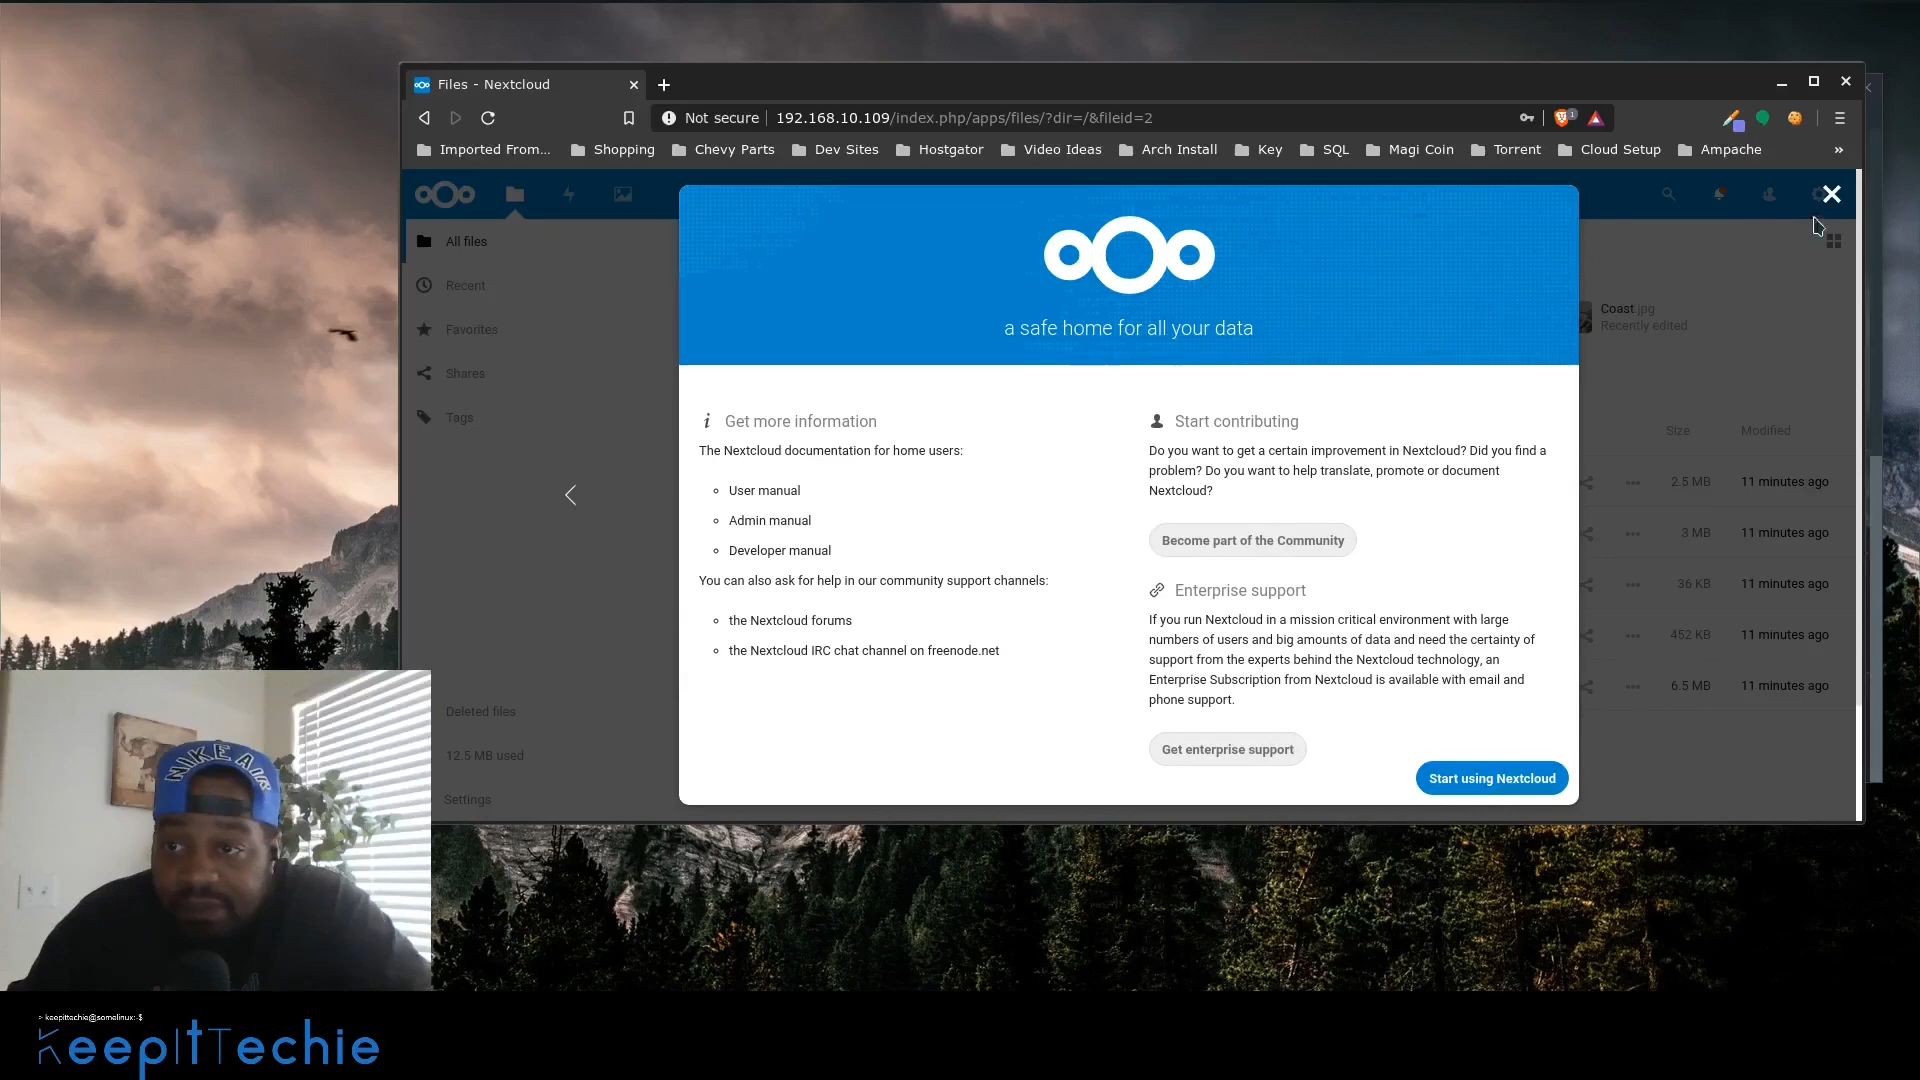 Files - Nextcloud
Not secure 192.168.10.109/index.php/apps/files/?dir=/&fileid=2
1
Imported From... Shopping Chevy Parts Dev Sites Hostgator Video Ideas Arch Install Key SQL Magi Coin Torrent Cloud Setup Ampache »
All files
Recent
Favorites
Shares
Tags
Deleted files
12.5 MB used
Settings
a safe home for all your data
Get more information
The Nextcloud documentation for home users:
User manual
Admin manual
Developer manual
You can also ask for help in our community support channels:
the Nextcloud forums
the Nextcloud IRC chat channel on freenode.net
Start contributing
Do you want to get a certain improvement in Nextcloud? Did you find a
problem? Do you want to help translate, promote or document
Nextcloud?
Become part of the Community
Enterprise support
If you run Nextcloud in a mission critical environment with large
numbers of users and big amounts of data and need the certainty of
support from the experts behind the Nextcloud technology, an
Enterprise Subscription from Nextcloud is available with email and
phone support.
Get enterprise support
Start using Nextcloud
Coast.jpg
Recently edited
Size Modified
2.5 MB 11 minutes ago
3 MB 11 minutes ago
36 KB 11 minutes ago
452 KB 11 minutes ago
6.5 MB 11 minutes ago
NIKE AIR
> keepittechie@somelinux:-$
KeepItTechie